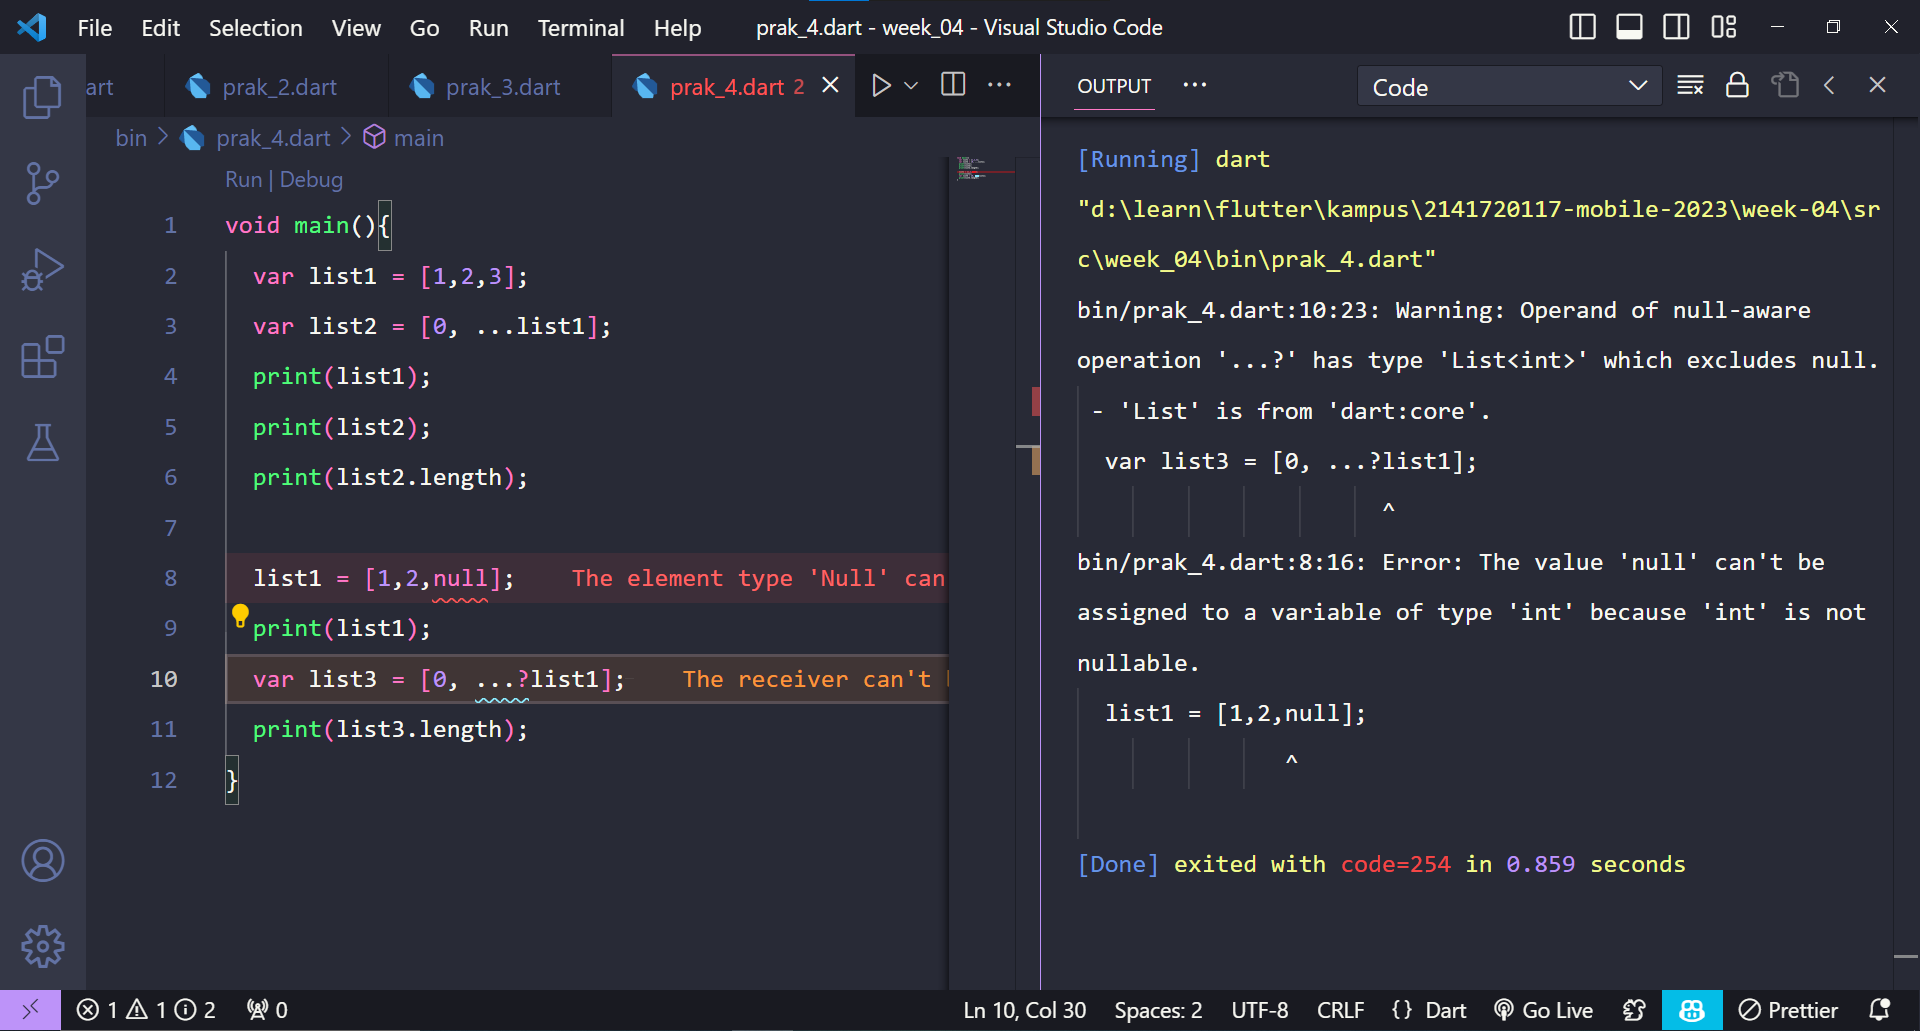 File Edit Selection View Go Run Terminal Help prak_4.dart - week_04 - Visual Studio Code
art prak_2.dart prak_3.dart prak_4.dart 2
bin > prak_4.dart > main
Run | Debug
1 void main(){
2 var list1 = [1,2,3];
3 var list2 = [0, ...list1];
4 print(list1);
5 print(list2);
6 print(list2.length);
7
8 list1 = [1,2,null]; The element type 'Null' can
9 print(list1);
10 var list3 = [0, ...?list1]; The receiver can't
11 print(list3.length);
12 }
OUTPUT Code
[Running] dart
"d:\learn\flutter\kampus\2141720117-mobile-2023\week-04\sr
c\week_04\bin\prak_4.dart"
bin/prak_4.dart:10:23: Warning: Operand of null-aware
operation '...?' has type 'List<int>' which excludes null.
- 'List' is from 'dart:core'.
var list3 = [0, ...?list1];
^
bin/prak_4.dart:8:16: Error: The value 'null' can't be
assigned to a variable of type 'int' because 'int' is not
nullable.
list1 = [1,2,null];
^
[Done] exited with code=254 in 0.859 seconds
1 1 2 0 Ln 10, Col 30 Spaces: 2 UTF-8 CRLF {} Dart Go Live Prettier